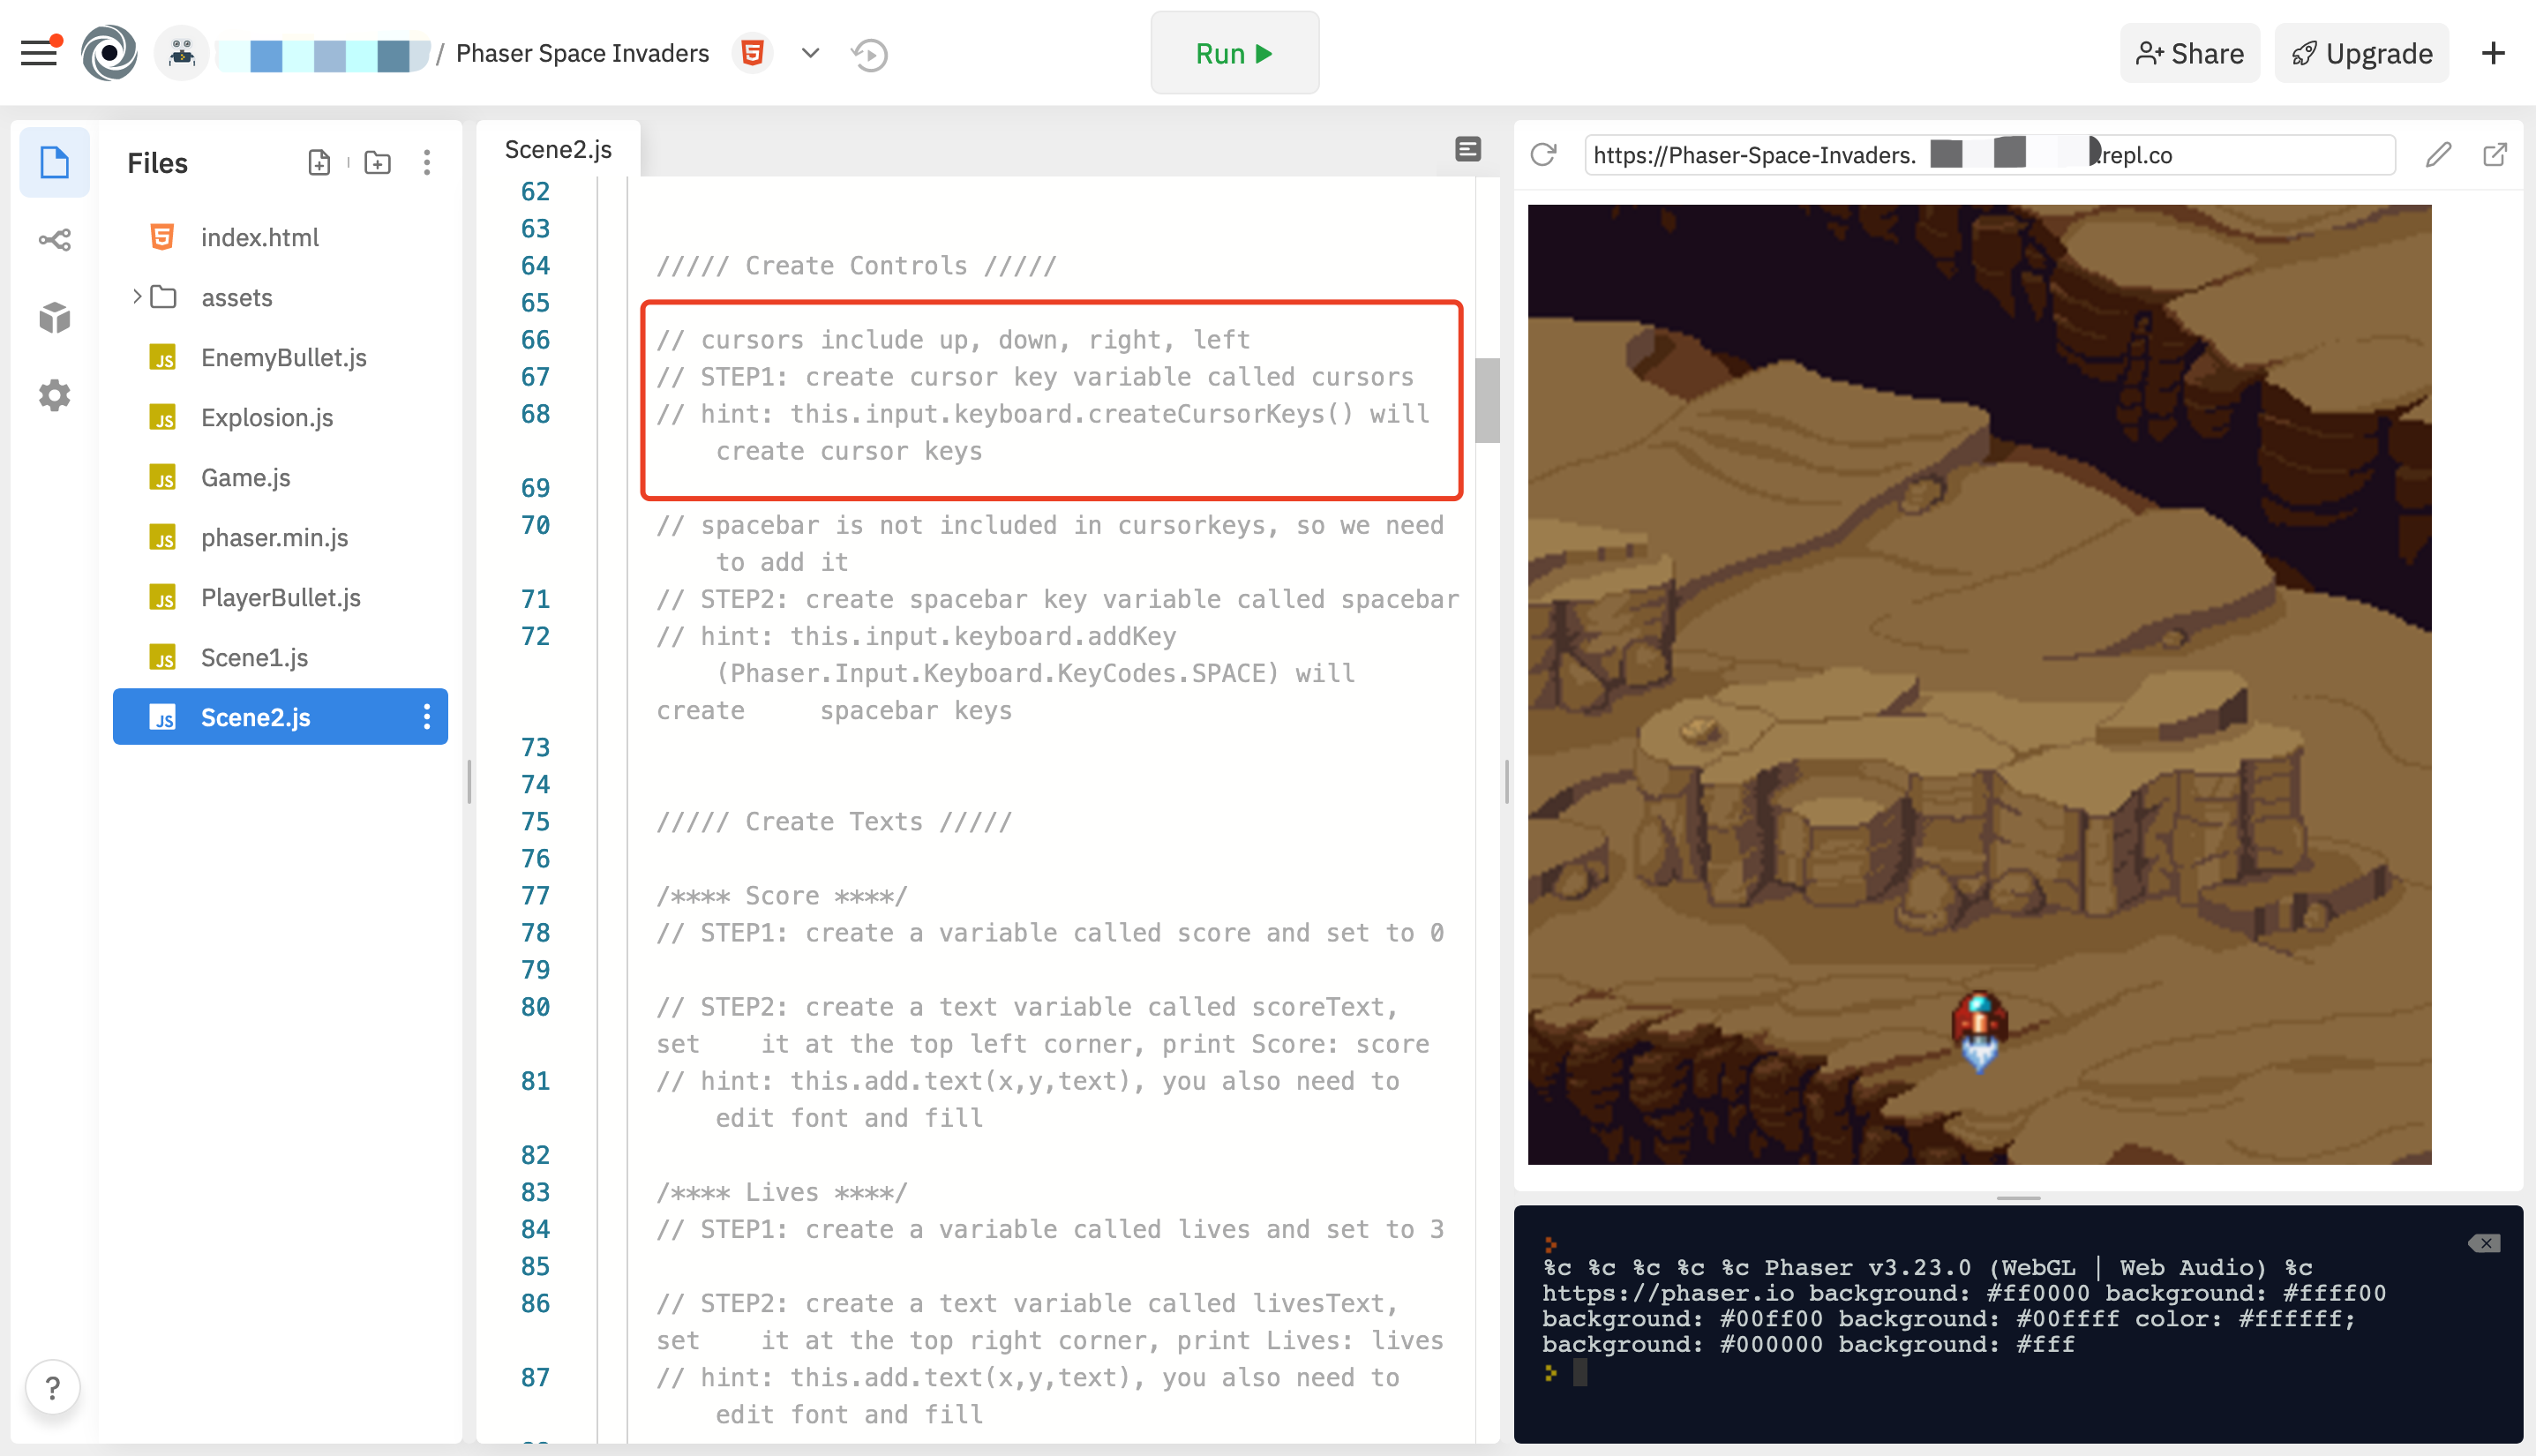 / Phaser Space Invaders
Run
Share
Upgrade
Files
index.html
assets
EnemyBullet.js
Explosion.js
Game.js
phaser.min.js
PlayerBullet.js
Scene1.js
Scene2.js
?
Scene2.js
62
63
64 ///// Create Controls /////
65
66 // cursors include up, down, right, left
67 // STEP1: create cursor key variable called cursors
68 // hint: this.input.keyboard.createCursorKeys() will
create cursor keys
69
70 // spacebar is not included in cursorkeys, so we need
to add it
71 // STEP2: create spacebar key variable called spacebar
72 // hint: this.input.keyboard.addKey
(Phaser.Input.Keyboard.KeyCodes.SPACE) will
create spacebar keys
73
74
75 ///// Create Texts /////
76
77 /**** Score ****/
78 // STEP1: create a variable called score and set to 0
79
80 // STEP2: create a text variable called scoreText,
set it at the top left corner, print Score: score
81 // hint: this.add.text(x,y,text), you also need to
edit font and fill
82
83 /**** Lives ****/
84 // STEP1: create a variable called lives and set to 3
85
86 // STEP2: create a text variable called livesText,
set it at the top right corner, print Lives: lives
87 // hint: this.add.text(x,y,text), you also need to
edit font and fill
https://Phaser-Space-Invaders. .repl.co
%c %c %c %c %c Phaser v3.23.0 (WebGL | Web Audio) %c
https://phaser.io background: #ff0000 background: #ffff00
background: #00ff00 background: #00ffff color: #ffffff;
background: #000000 background: #fff